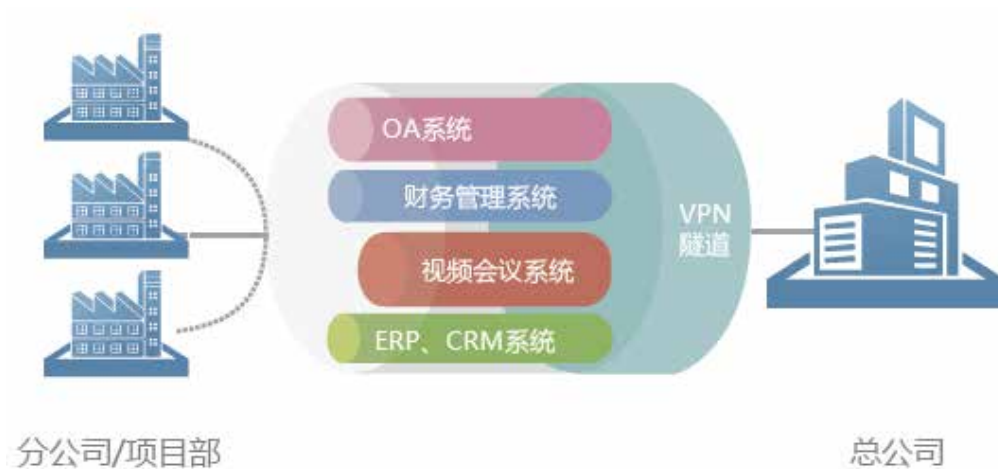 OA系统
财务管理系统
视频会议系统
ERP、CRM系统
VPN
隧道
分公司/项目部
总公司